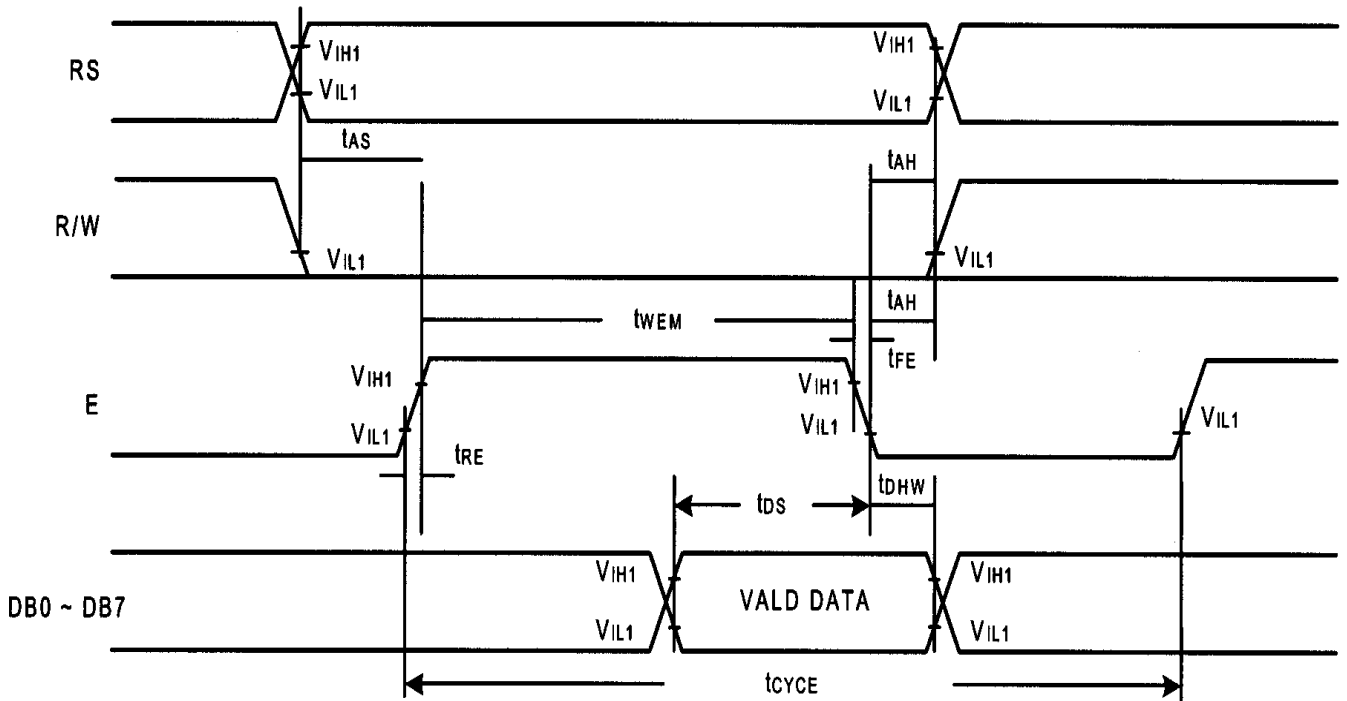 RS
VIH1
VIH1
VIL1
VIL1
tAS
tAH
R/W
VIL1
VIL1
tWEM
tAH
tFE
E
VIH1
VIH1
VIL1
VIL1
VIL1
tRE
tDS
tDHW
DB0 ~ DB7
VIH1
VALD DATA
VIH1
VIL1
VIL1
tCYCE